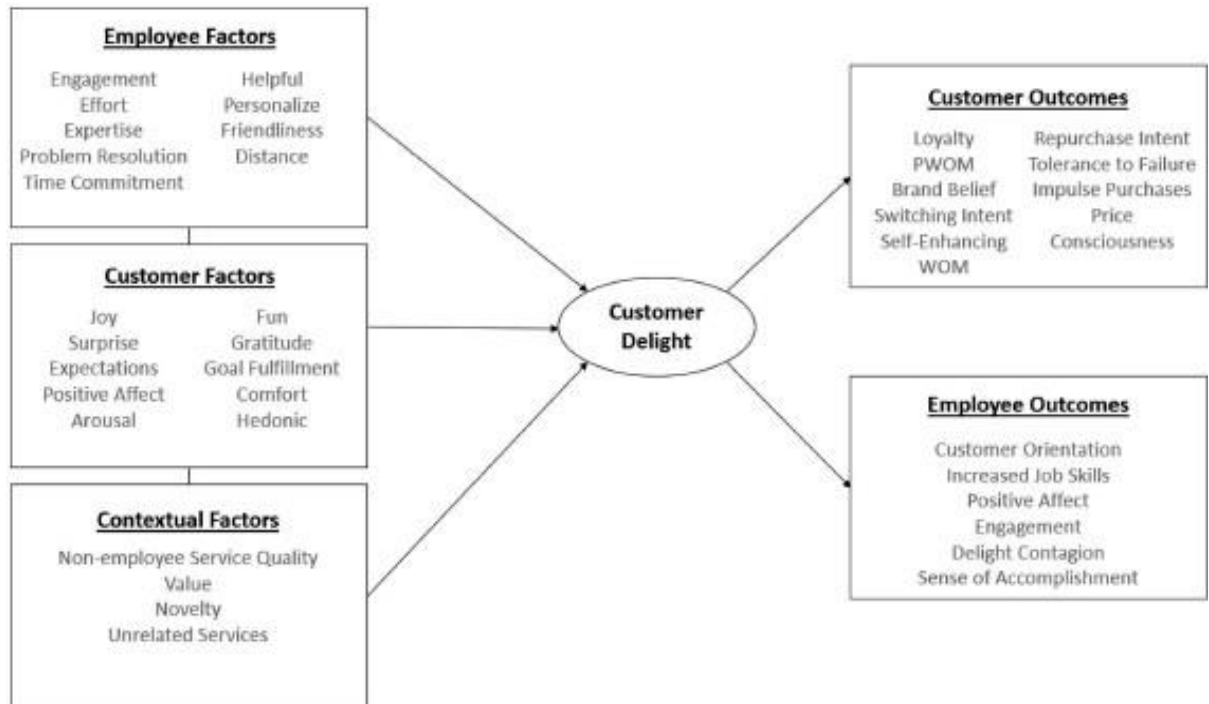 Employee Factors
Engagement
Effort
Expertise
Problem Resolution
Time Commitment
Helpful
Personalize
Friendliness
Distance
Customer Factors
Joy
Surprise
Expectations
Positive Affect
Arousal
Fun
Gratitude
Goal Fulfillment
Comfort
Hedonic
Contextual Factors
Non-employee Service Quality
Value
Novelty
Unrelated Services
Customer
Delight
Customer Outcomes
Loyalty
PWOM
Brand Belief
Switching Intent
Self-Enhancing
WOM
Repurchase Intent
Tolerance to Failure
Impulse Purchases
Price
Consciousness
Employee Outcomes
Customer Orientation
Increased Job Skills
Positive Affect
Engagement
Delight Contagion
Sense of Accomplishment